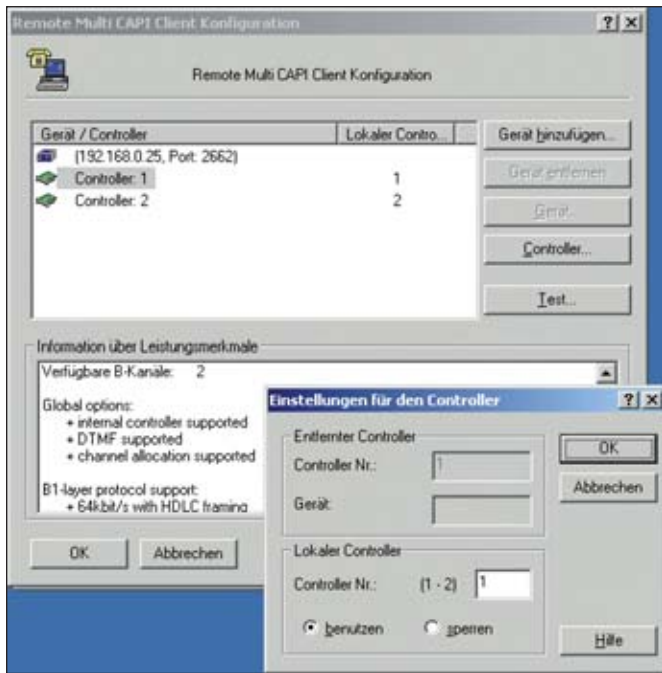 Remote Multi CAPI Client Konfiguration
Remote Multi CAPI Client Konfiguration
Gerät / Controller Lokaler Contro...
(192.168.0.25, Port: 2662)
Controller: 1 1
Controller: 2 2
Gerät hinzufügen...
Gerät entfernen
Gerät...
Controller...
Test...
Information über Leistungsmerkmale
Verfügbare B-Kanäle: 2
Global options:
+ internal controller supported
+ DTMF supported
+ channel allocation supported
B1-layer protocol support:
+ 64kbit/s with HDLC framing
OK Abbrechen
Einstellungen für den Controller
Entfernter Controller
Controller Nr.: 1
Gerät:
Lokaler Controller
Controller Nr.: (1 - 2) 1
benutzen sperren
OK
Abbrechen
Hilfe